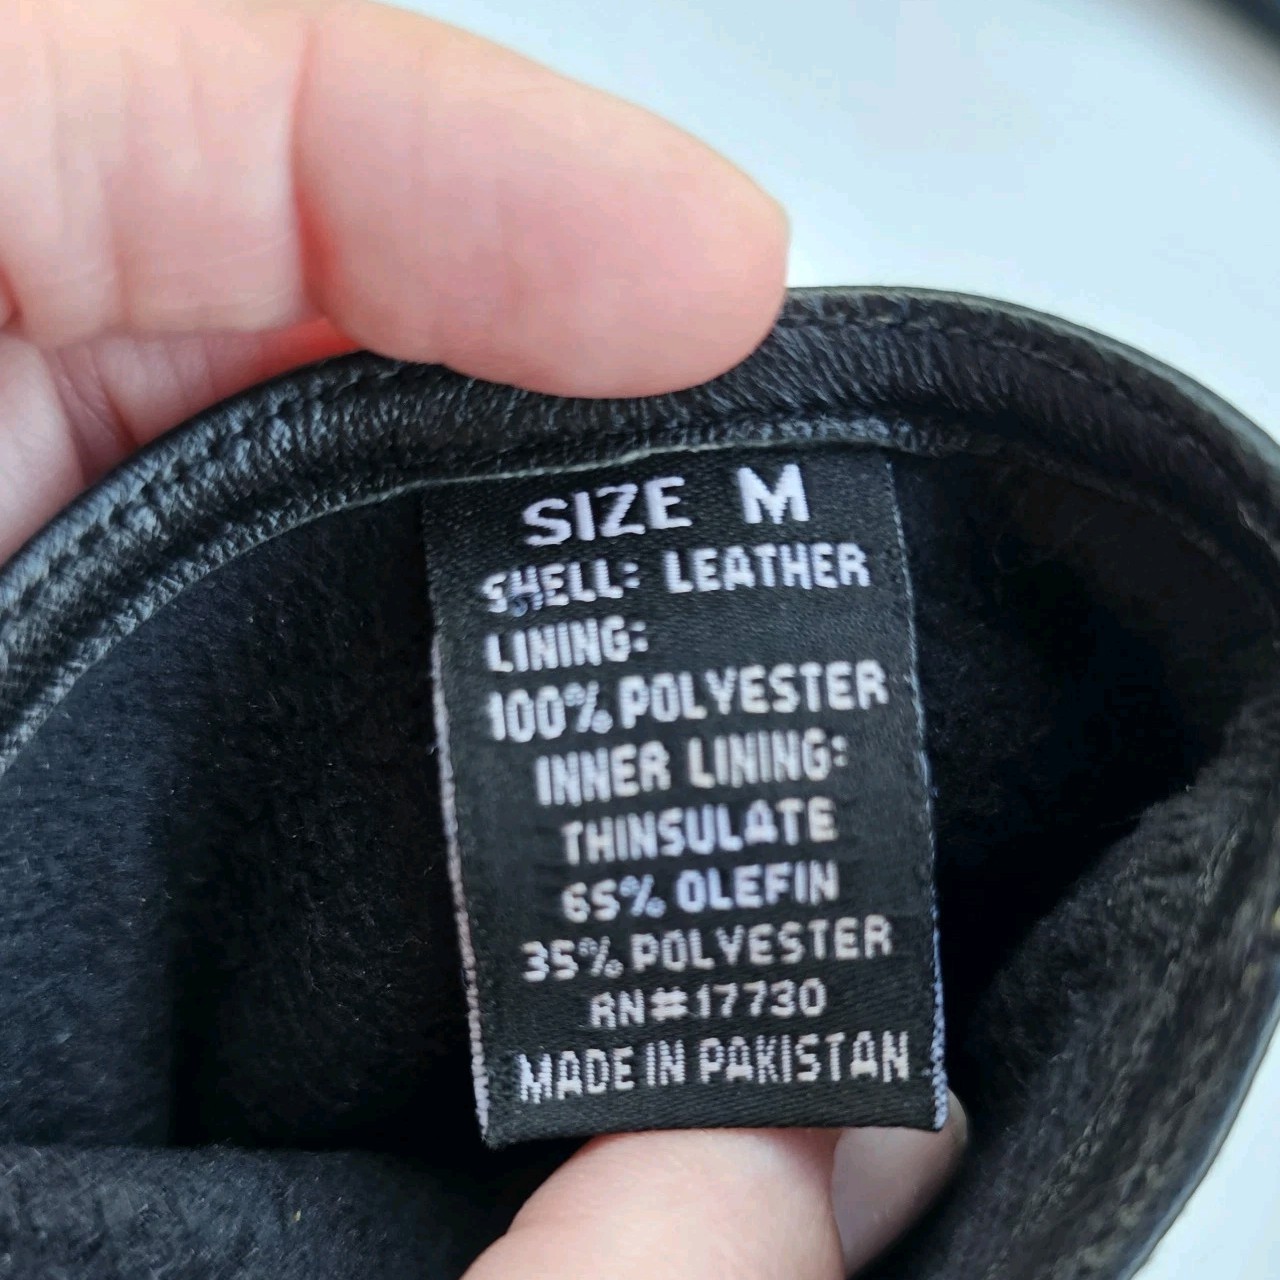 SIZE M
SHELL: LEATHER
LINING:
100% POLYESTER
INNER LINING:
THINSULATE
65% OLEFIN
35% POLYESTER
RN#17730
MADE IN PAKISTAN